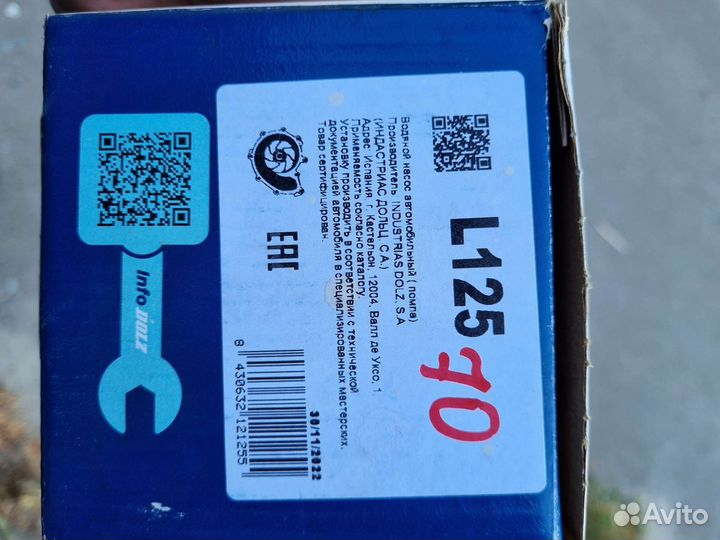 L125
70
Водяной насос автомобильный ( помпа)
Производитель INDUSTRIAS DOLZ, S.A
(ИНДАСТРИАС ДОЛЬЦ, С.А.)
Адрес: Испания, г. Кастельон, 12004, Валл де Уксо, 1
Применяемость согласно каталогу.
Установку производить в соответствии с технической
документацией автомобиля в специализированных мастерских.
Товар сертифицирован.
EAC
30/11/2022
8 430632 121255
Info DOLZ
Avito